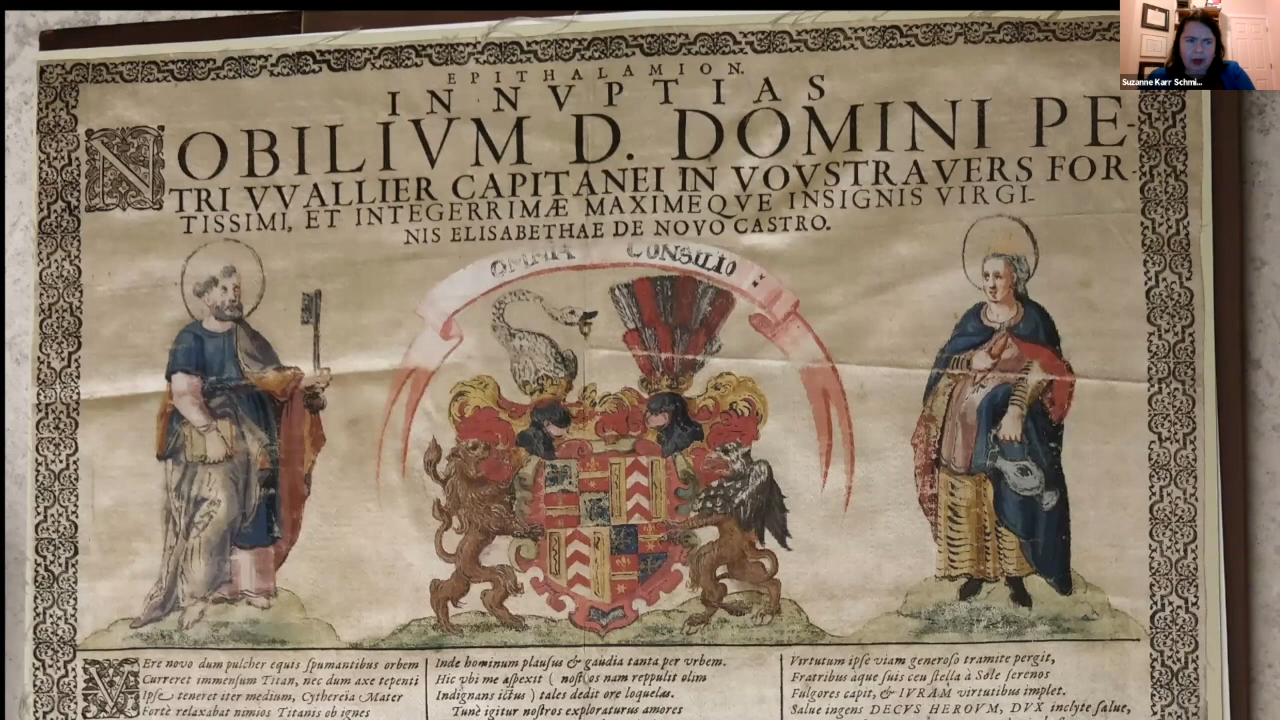 Suzanne Karr Schmi...
EPITHALAMION.
IN NVPTIAS
NOBILIVM D. DOMINI PE-
TRI VVALLIER CAPITANEI IN VOVSTRAVERS FOR-
TISSIMI, ET INTEGERRIMÆ MAXIMEQVE INSIGNIS VIRGI-
NIS ELISABETHAE DE NOVO CASTRO.
OMNIA CONSILIO
VEre novo dum pulcher equis spumantibus orbem
Curreret immensum Titan, nec dum axe tepenti
Ipse teneret iter medium, Cythereia Mater
Fortè relaxabat nimios Titanis ob ignes
Inde hominum plausus & gaudia tanta per vrbem.
Hic vbi me aspexit ( nostros nam reppulit olim
Indignans ictus ) tales dedit ore loquelas.
Tunè igitur nostros exploraturus amores
Virtutum ipse viam generoso tramite pergit,
Fratribus aque suis ceu stella à Sole serenos
Fulgores capit, & IVRAM virtutibus implet.
Salue ingens DECVS HEROVM, DVX inclyte salue,